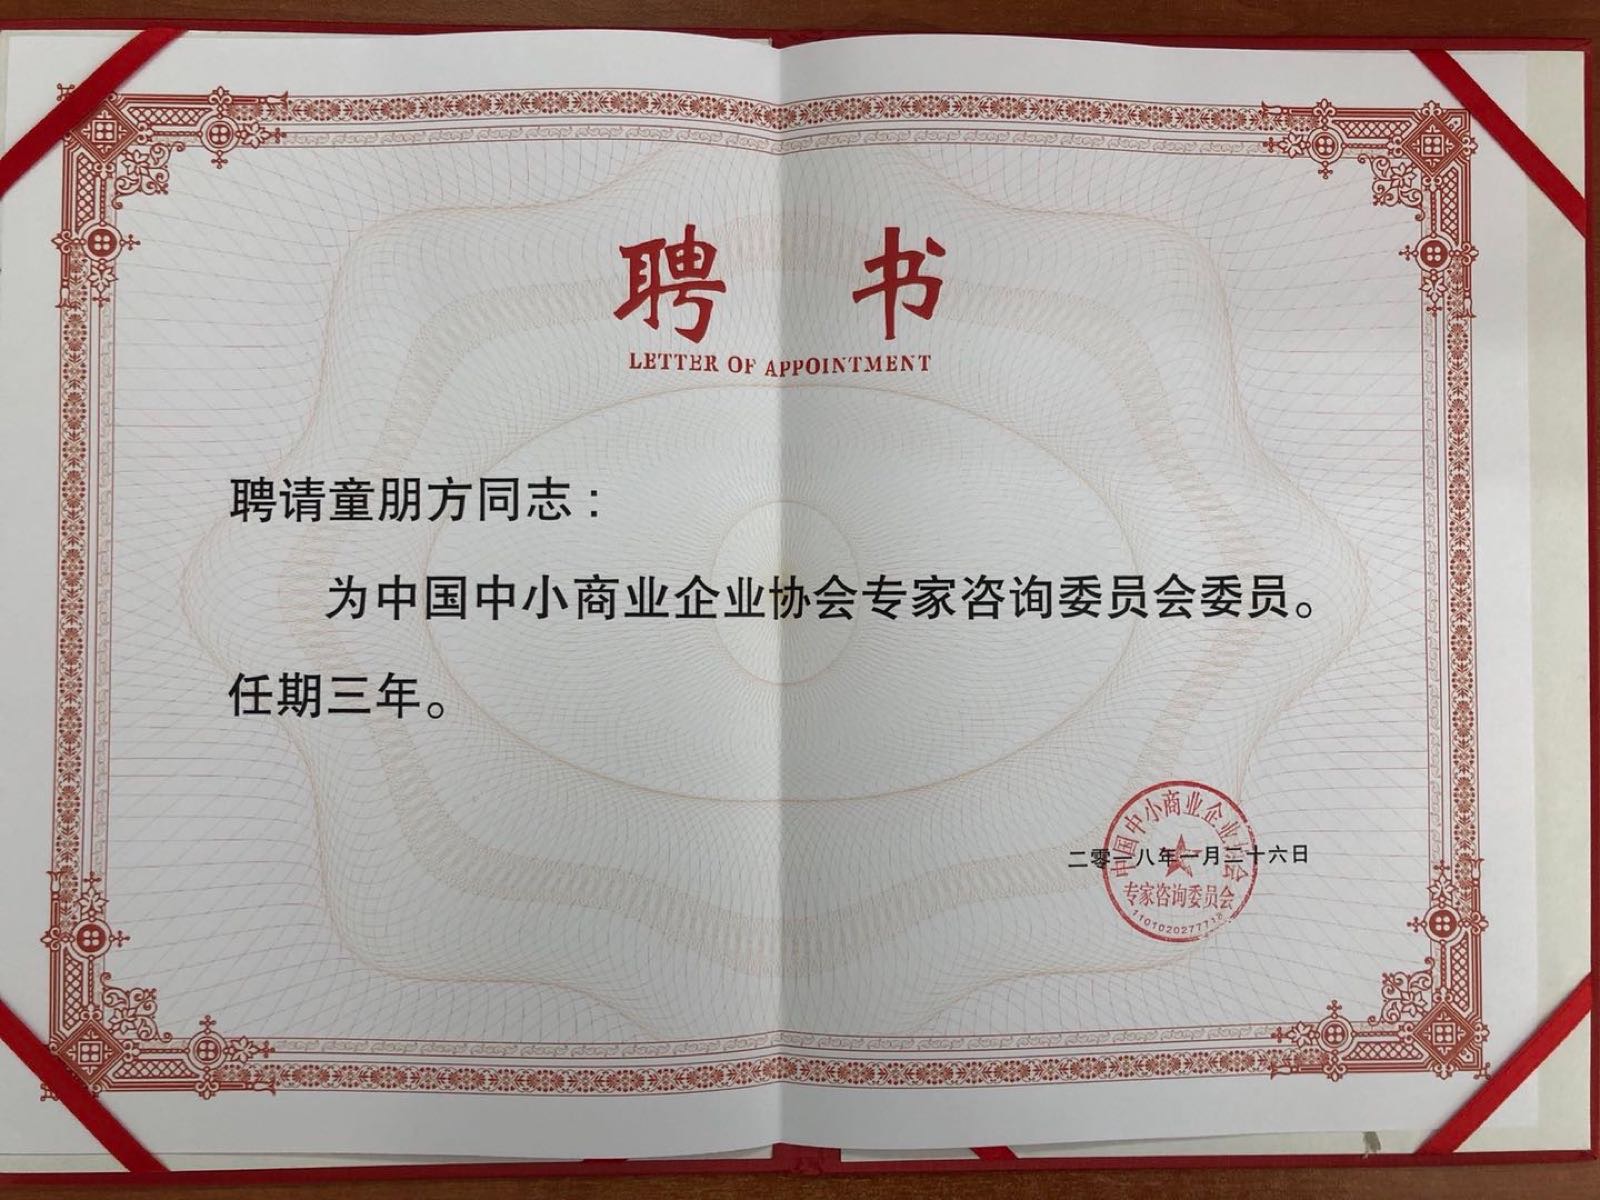 聘 书
LETTER OF APPOINTMENT
聘请童朋方同志：
为中国中小商业企业协会专家咨询委员会委员。
任期三年。
二零一八年一月二十六日
中国中小商业企业协会
专家咨询委员会